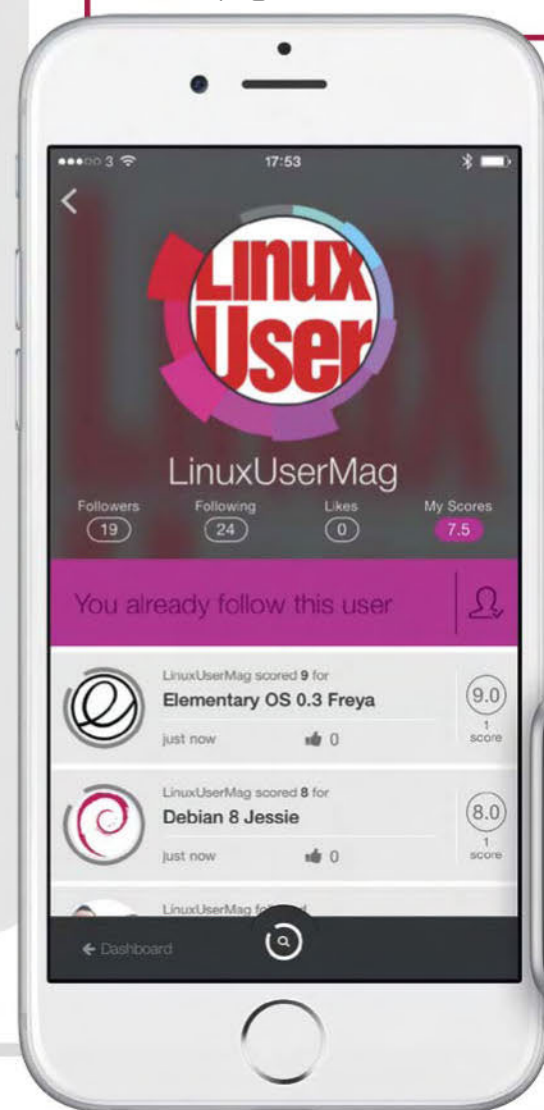 3
17:53
Linux
User
LinuxUserMag
Followers
Following
Likes
My Scores
19
24
0
7.5
You already follow this user
LinuxUserMag scored 9 for
Elementary OS 0.3 Freya
just now
0
9.0
1
score
LinuxUserMag scored 8 for
Debian 8 Jessie
just now
0
8.0
1
score
LinuxUserMag
Dashboard